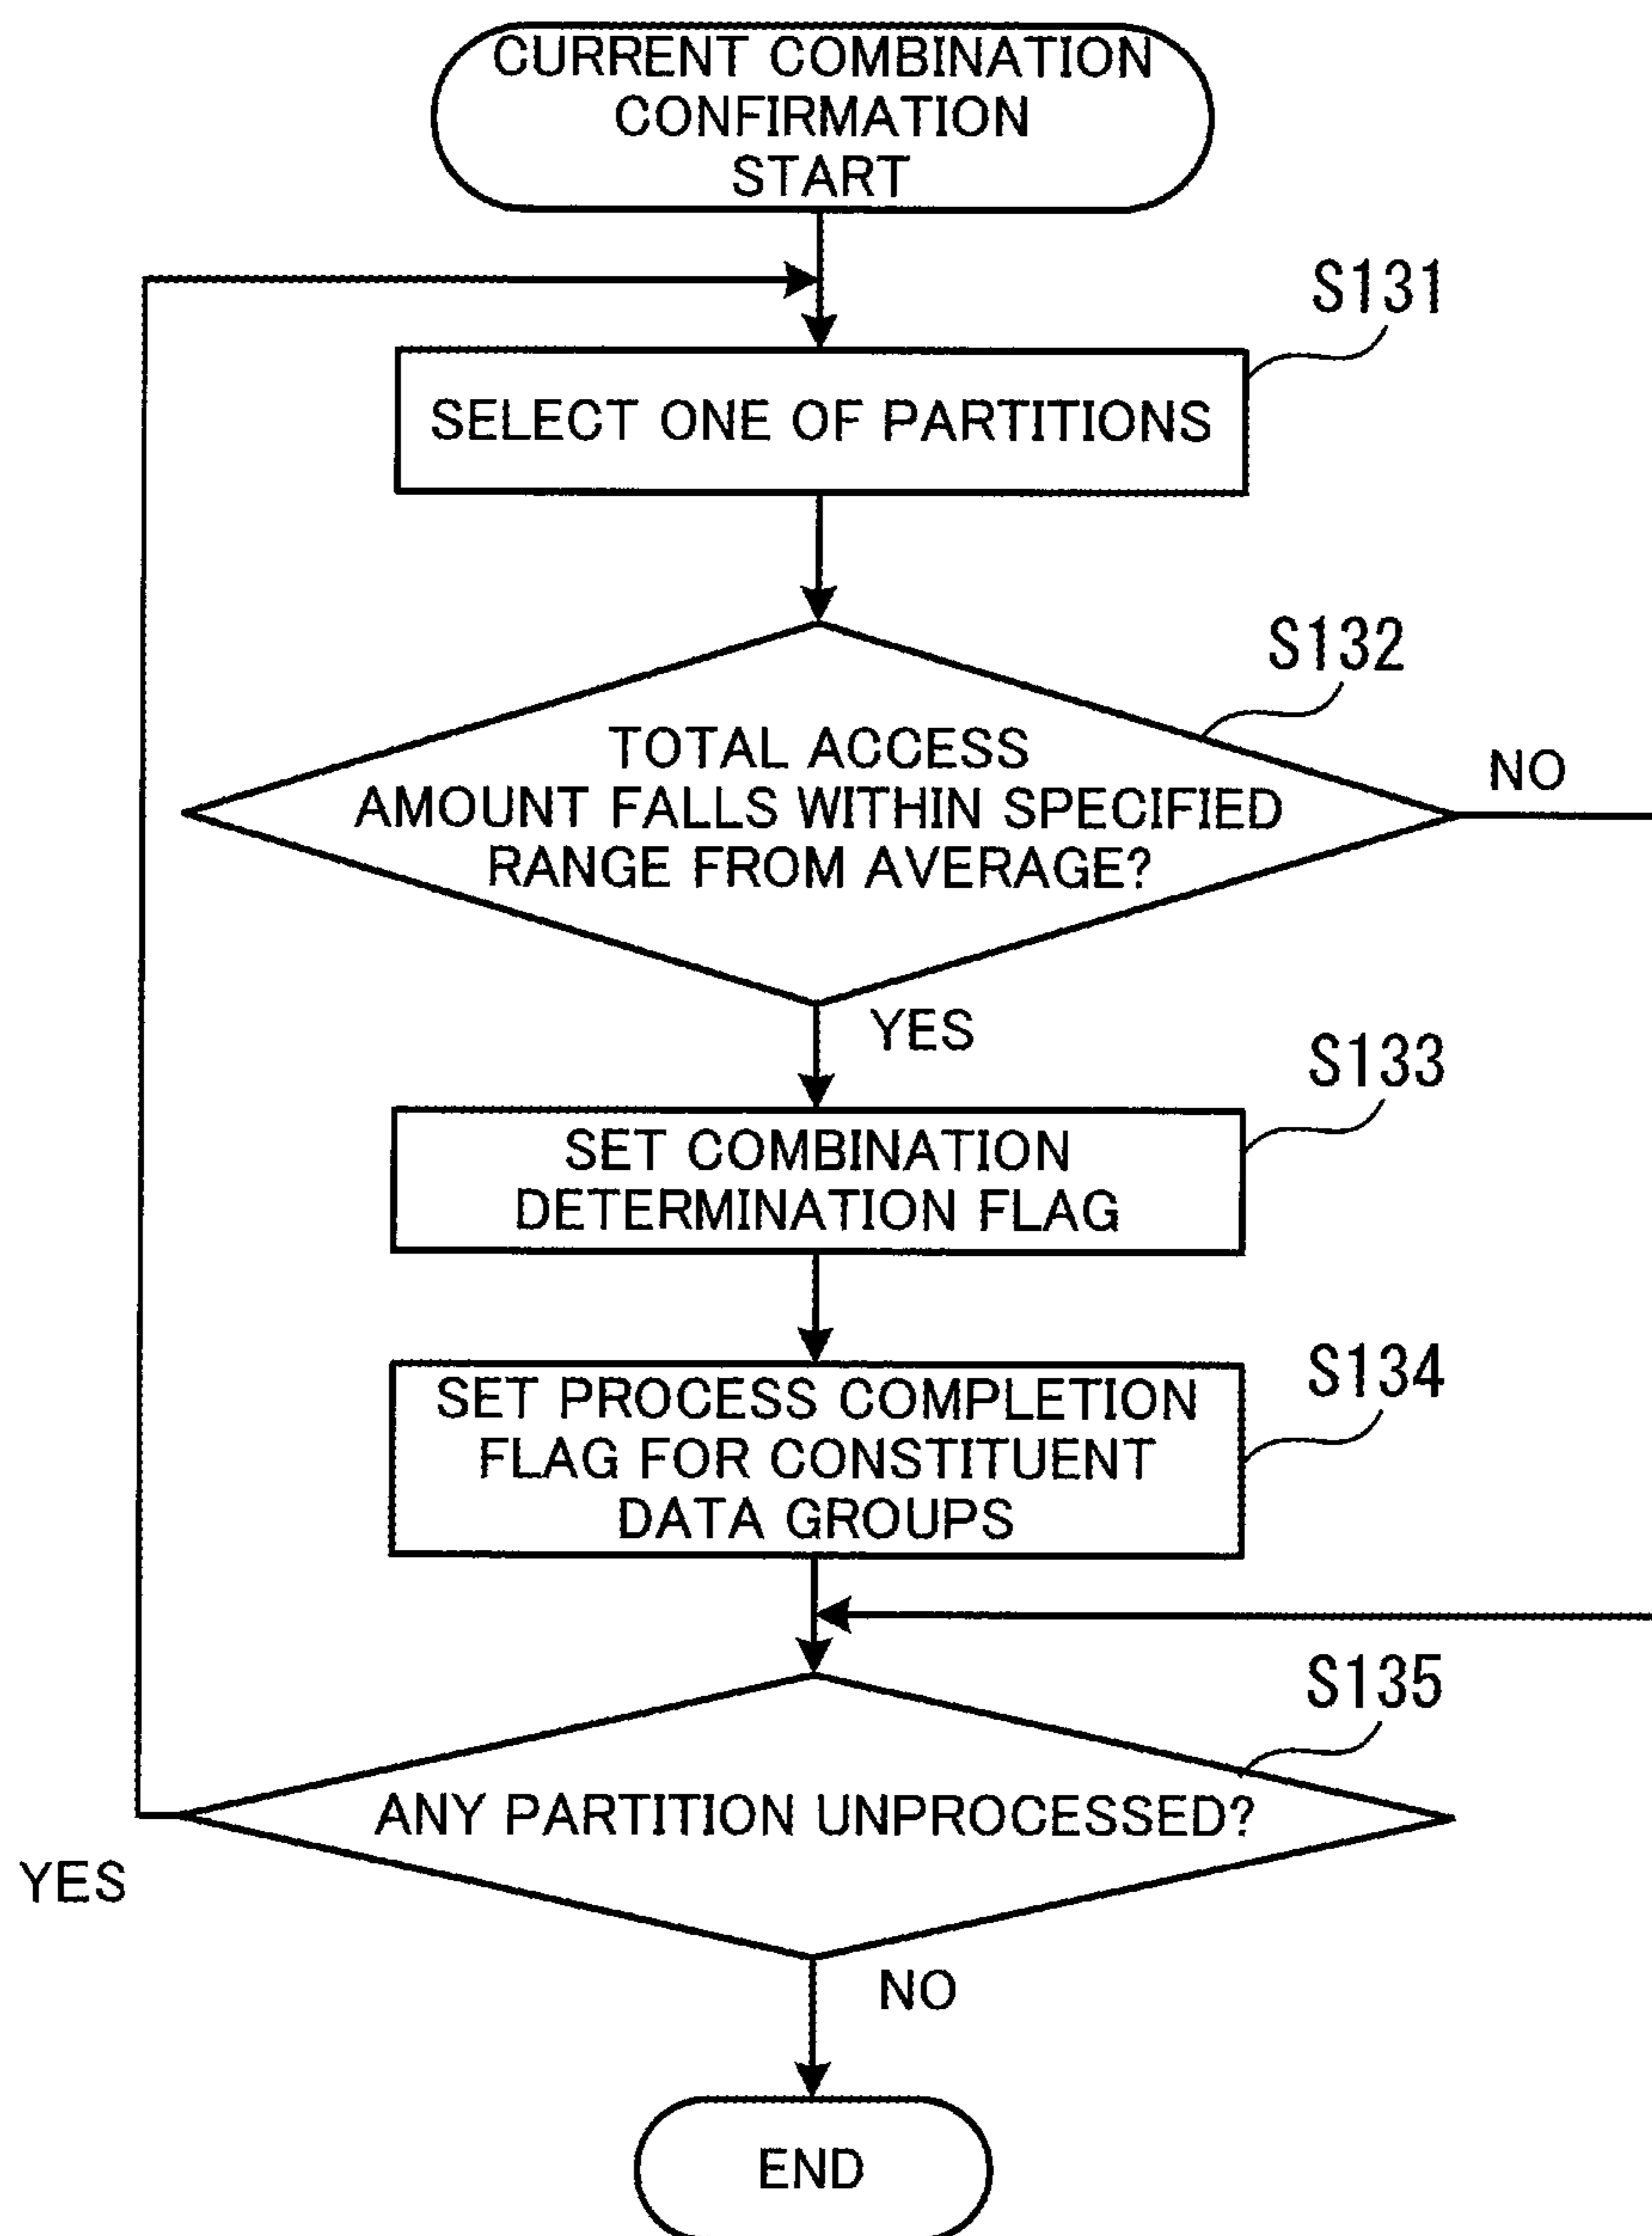 CURRENT COMBINATION
CONFIRMATION
START
S131
SELECT ONE OF PARTITIONS
S132
TOTAL ACCESS
AMOUNT FALLS WITHIN SPECIFIED
RANGE FROM AVERAGE?
NO
YES
S133
SET COMBINATION
DETERMINATION FLAG
S134
SET PROCESS COMPLETION
FLAG FOR CONSTITUENT
DATA GROUPS
S135
ANY PARTITION UNPROCESSED?
YES
NO
END